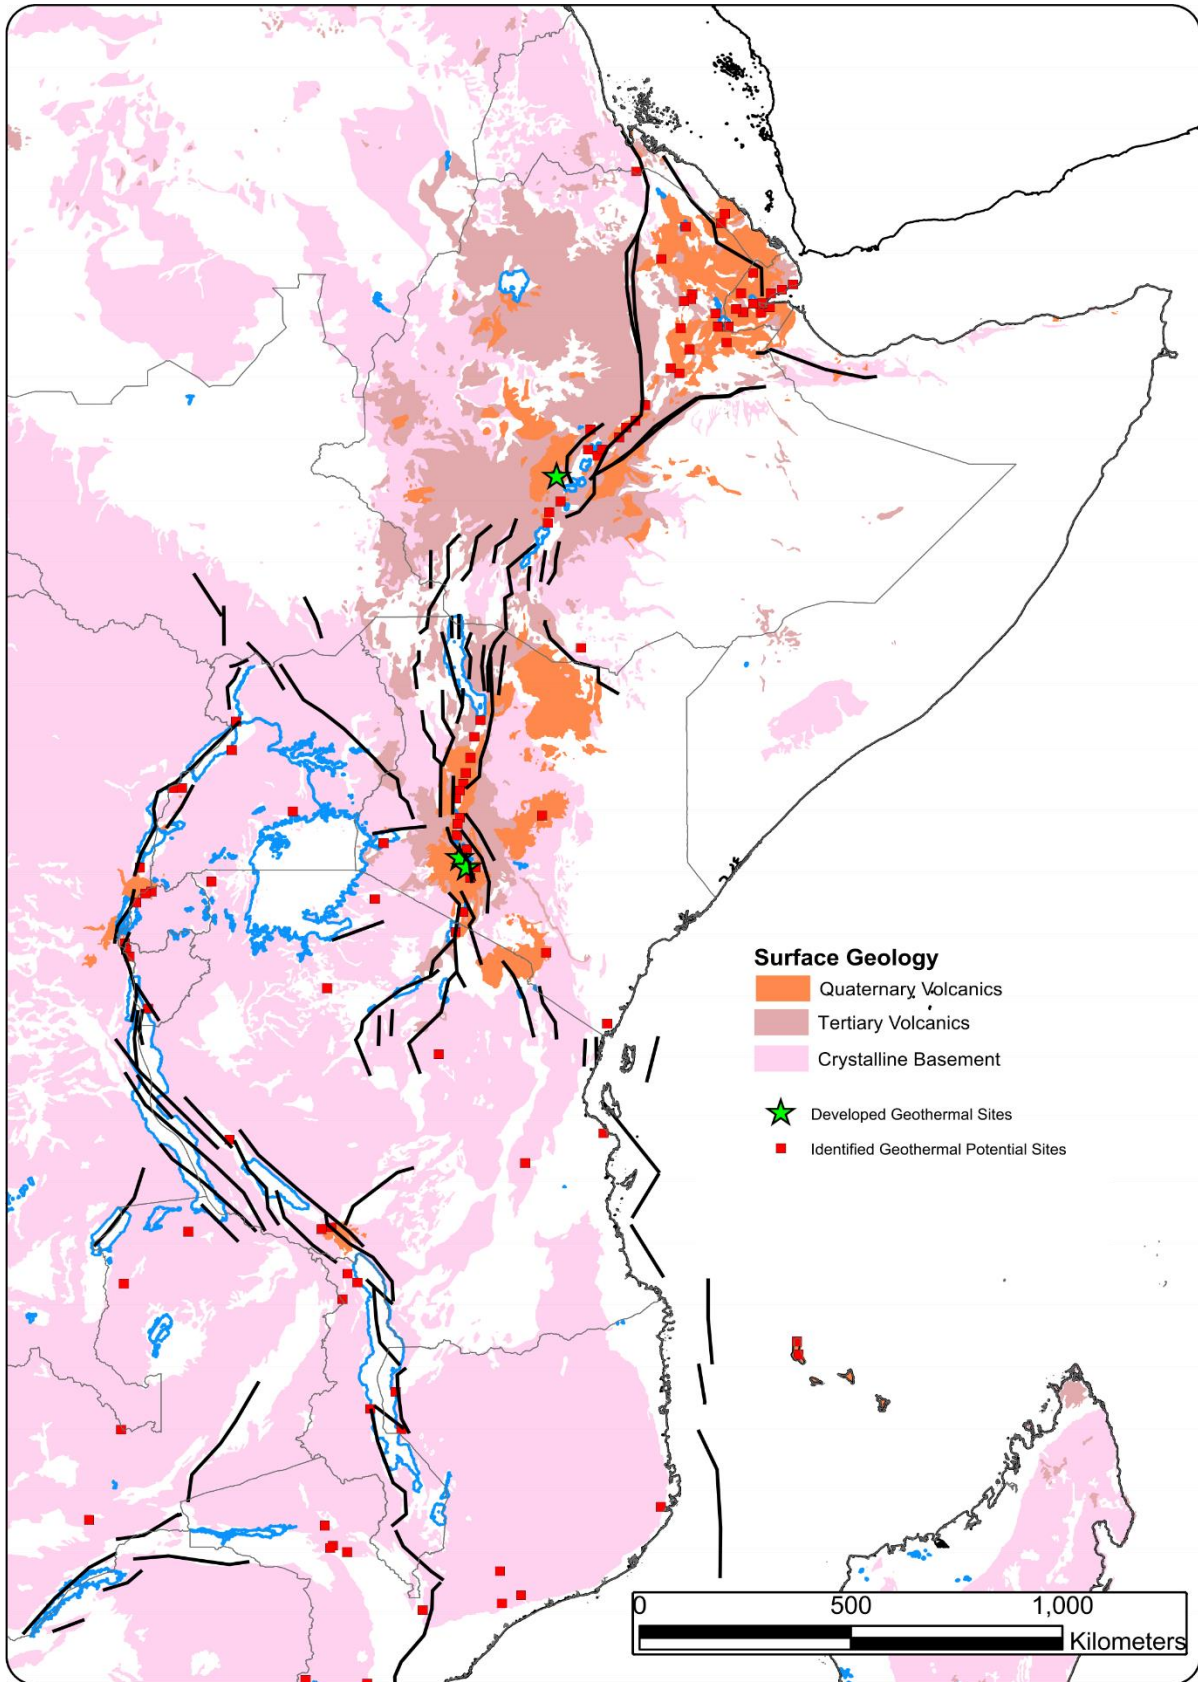 Surface Geology
Quaternary Volcanics
Tertiary Volcanics
Crystalline Basement
Developed Geothermal Sites
Identified Geothermal Potential Sites
0 500 1,000
Kilometers